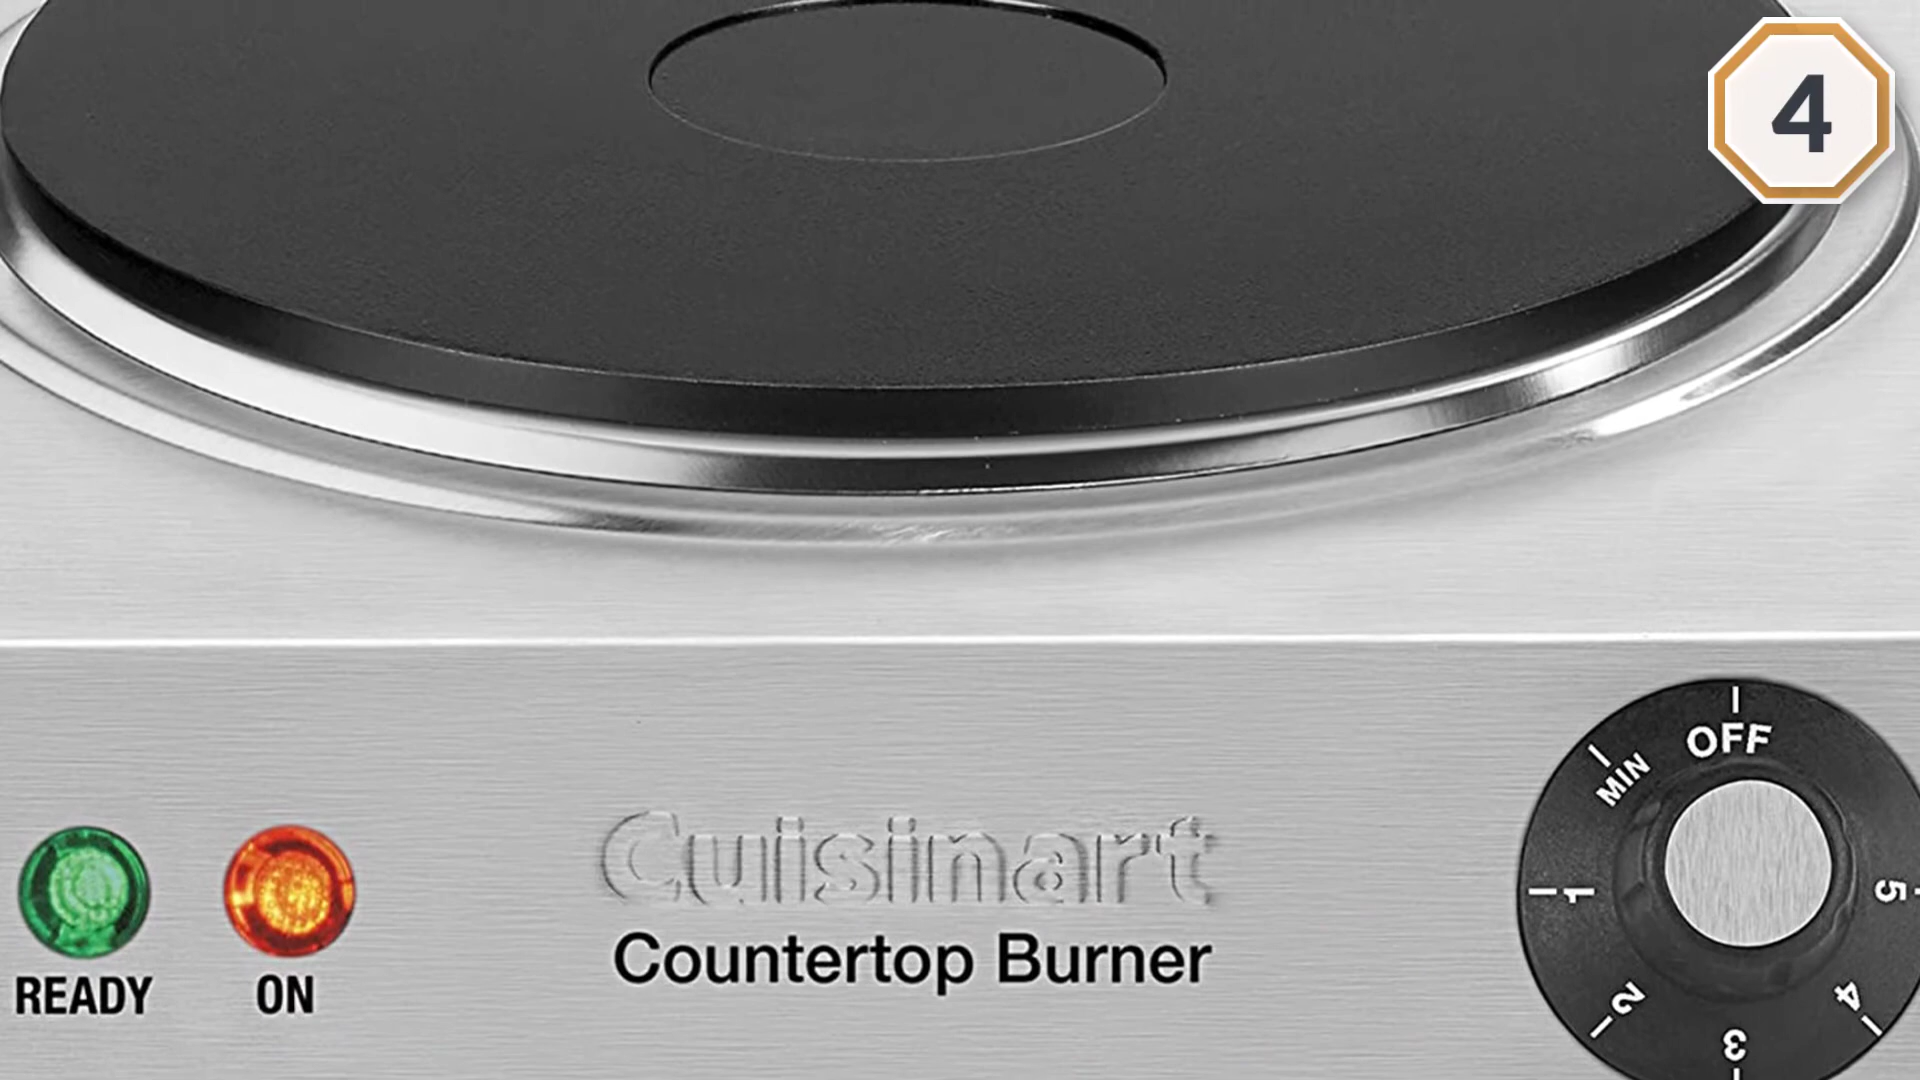 4
OFF
MIN
1
2
3
4
5
READY
ON
Cuisinart
Countertop Burner